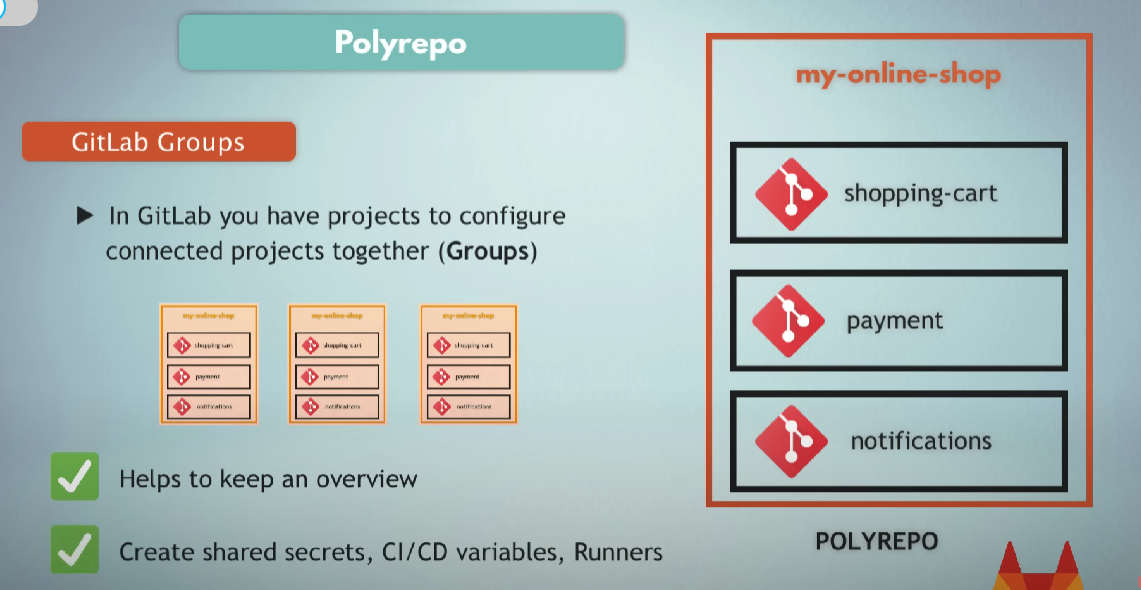 Polyrepo
GitLab Groups
▶ In GitLab you have projects to configure
connected projects together (Groups)
my-online-shop
shopping-cart
payment
notifications
my-online-shop
shopping-cart
payment
notifications
my-online-shop
shopping-cart
payment
notifications
Helps to keep an overview
Create shared secrets, CI/CD variables, Runners
my-online-shop
shopping-cart
payment
notifications
POLYREPO